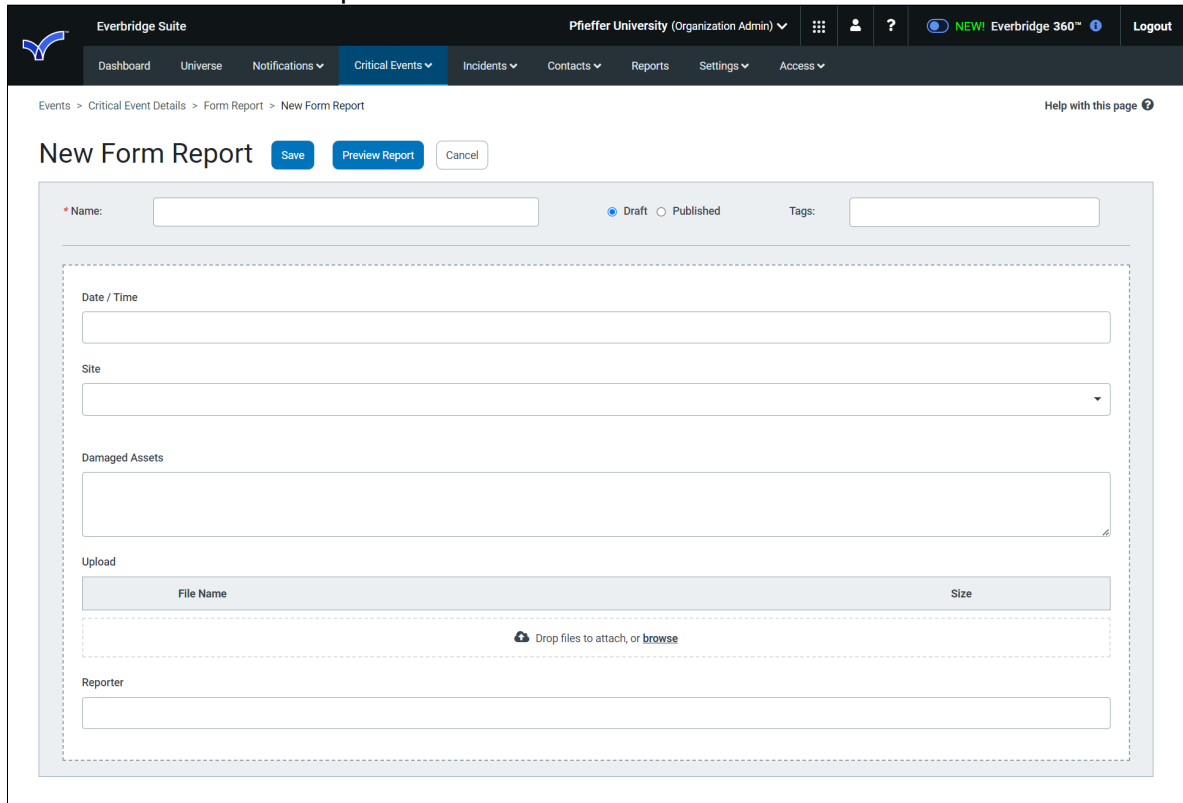 Everbridge Suite
Pfieffer University (Organization Admin)
?
NEW! Everbridge 360™
Logout
Dashboard Universe Notifications Critical Events Incidents Contacts Reports Settings Access
Events > Critical Event Details > Form Report > New Form Report
Help with this page ?
New Form Report Save Preview Report Cancel
* Name: Draft Published Tags:
Date / Time
Site
Damaged Assets
Upload
File Name Size
Drop files to attach, or browse
Reporter